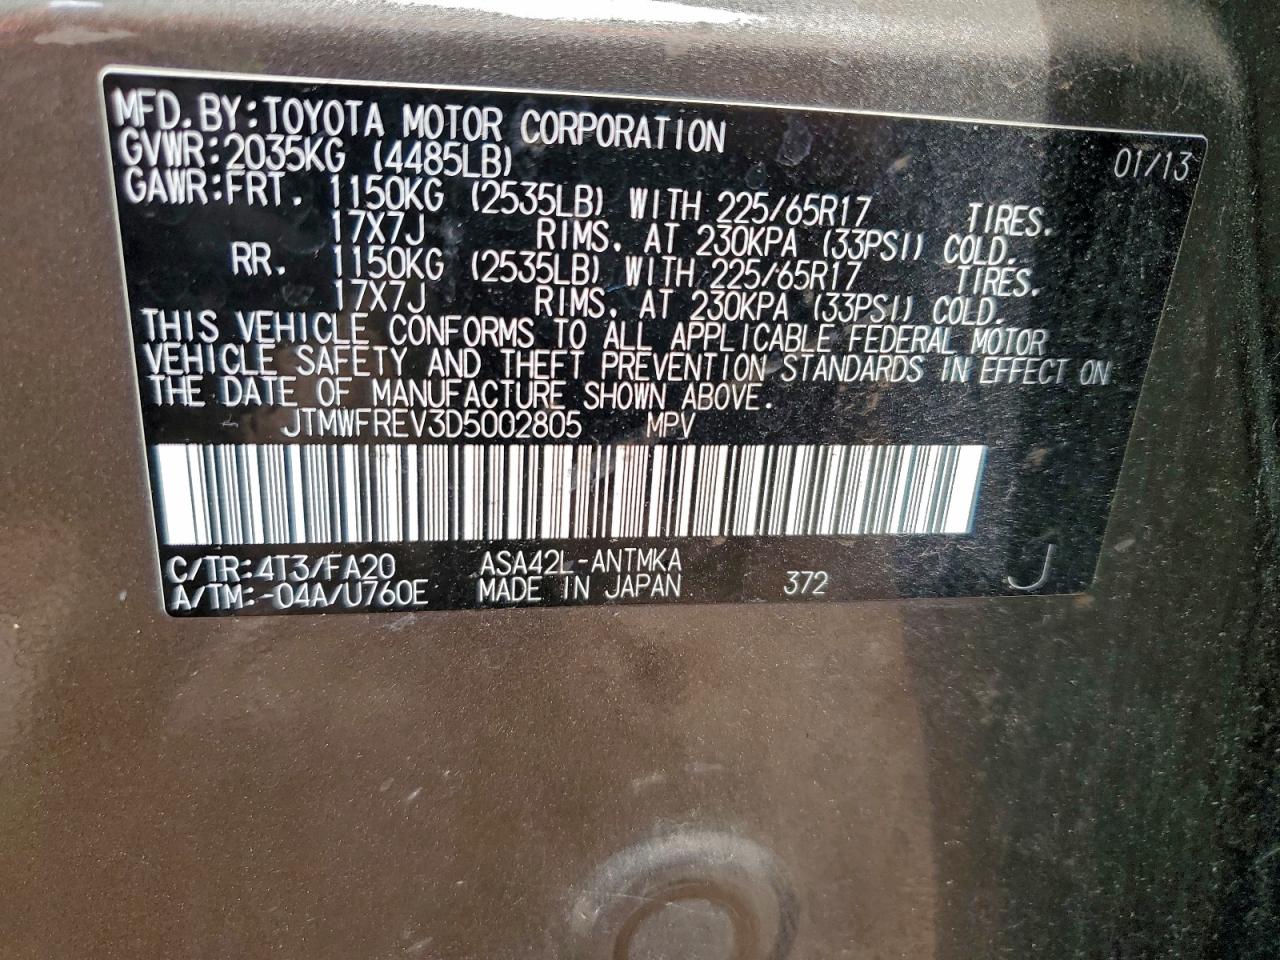 MFD.BY:TOYOTA MOTOR CORPORATION 01/13
GVWR:2035KG (4485LB)
GAWR:FRT. 1150KG (2535LB) WITH 225/65R17 TIRES.
17X7J RIMS. AT 230KPA (33PSI) COLD.
RR. 1150KG (2535LB) WITH 225/65R17 TIRES.
17X7J RIMS. AT 230KPA (33PSI) COLD.
THIS VEHICLE CONFORMS TO ALL APPLICABLE FEDERAL MOTOR
VEHICLE SAFETY AND THEFT PREVENTION STANDARDS IN EFFECT ON
THE DATE OF MANUFACTURE SHOWN ABOVE.
JTMWFREV3D5002805 MPV
C/TR:4T3/FA20 ASA42L-ANTMKA
A/TM:-04A/U760E MADE IN JAPAN 372 J